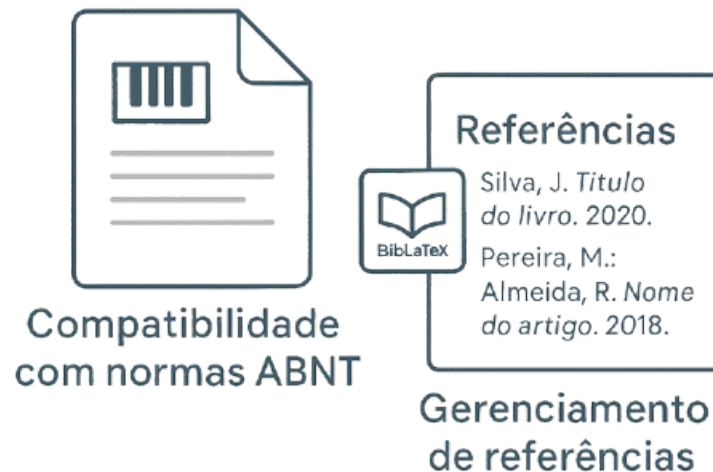 Compatibilidade
com normas ABNT
Referências
Silva, J. Titulo
do livro. 2020.
Pereira, M.:
Almeida, R. Nome
do artigo. 2018.
BibLaTeX
Gerenciamento
de referências